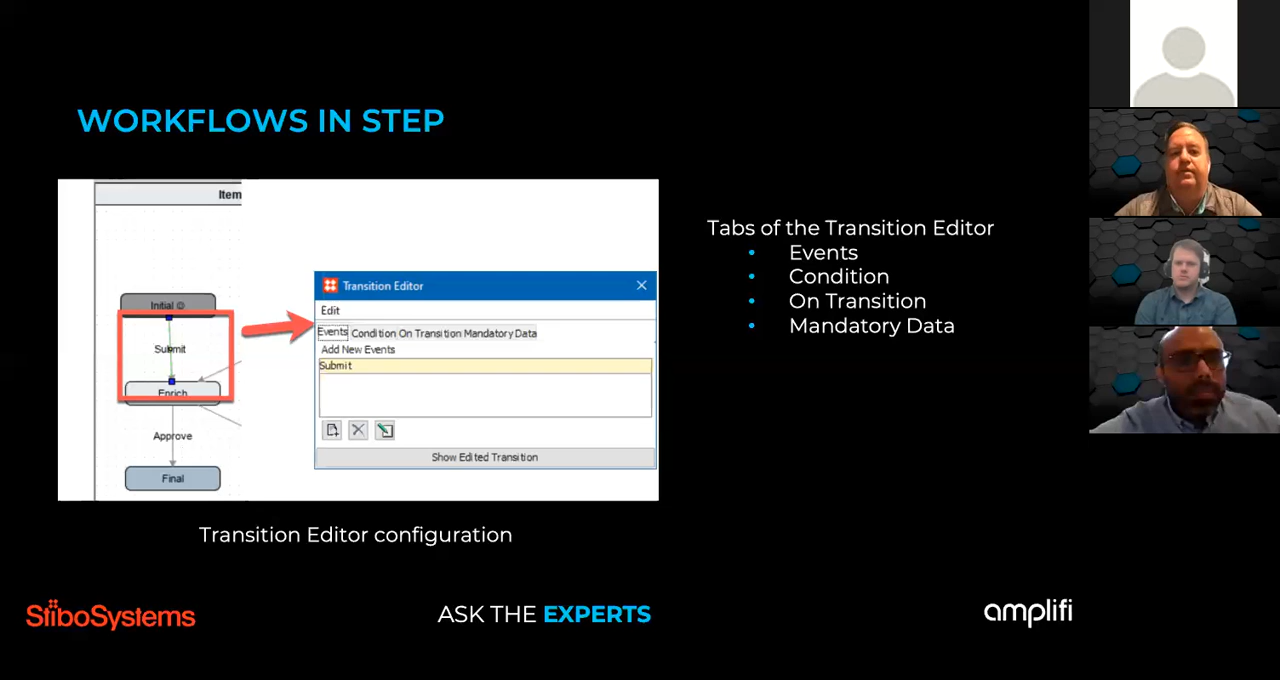 WORKFLOWS IN STEP
Item
Initial
Submit
Enrich
Approve
Final
Transition Editor
Edit
Events Condition On Transition Mandatory Data
Add New Events
Submit
Show Edited Transition
Transition Editor configuration
Tabs of the Transition Editor
• Events
• Condition
• On Transition
• Mandatory Data
StiboSystems
ASK THE EXPERTS
amplifi